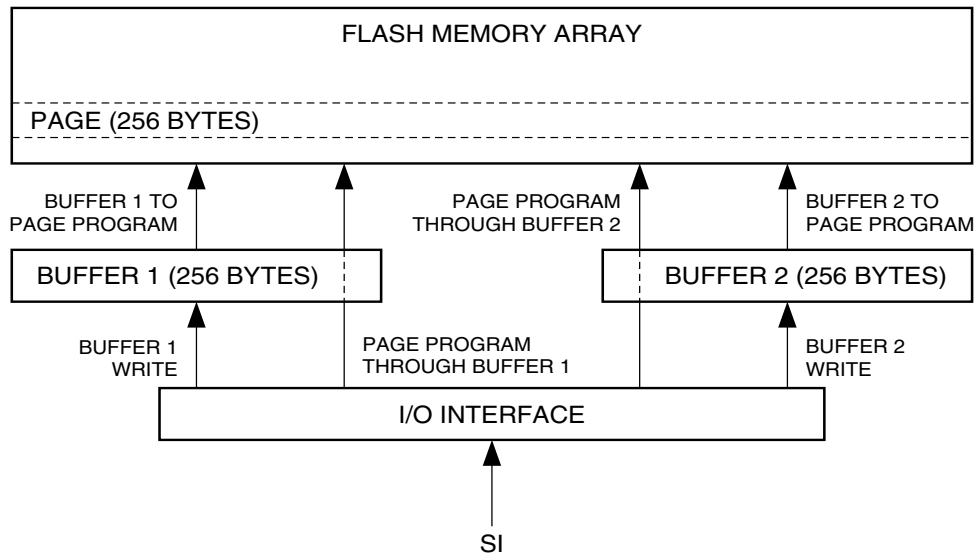 FLASH MEMORY ARRAY
PAGE (256 BYTES)
BUFFER 1 TO
PAGE PROGRAM
PAGE PROGRAM
THROUGH BUFFER 2
BUFFER 2 TO
PAGE PROGRAM
BUFFER 1 (256 BYTES)
BUFFER 2 (256 BYTES)
BUFFER 1
WRITE
PAGE PROGRAM
THROUGH BUFFER 1
BUFFER 2
WRITE
I/O INTERFACE
SI